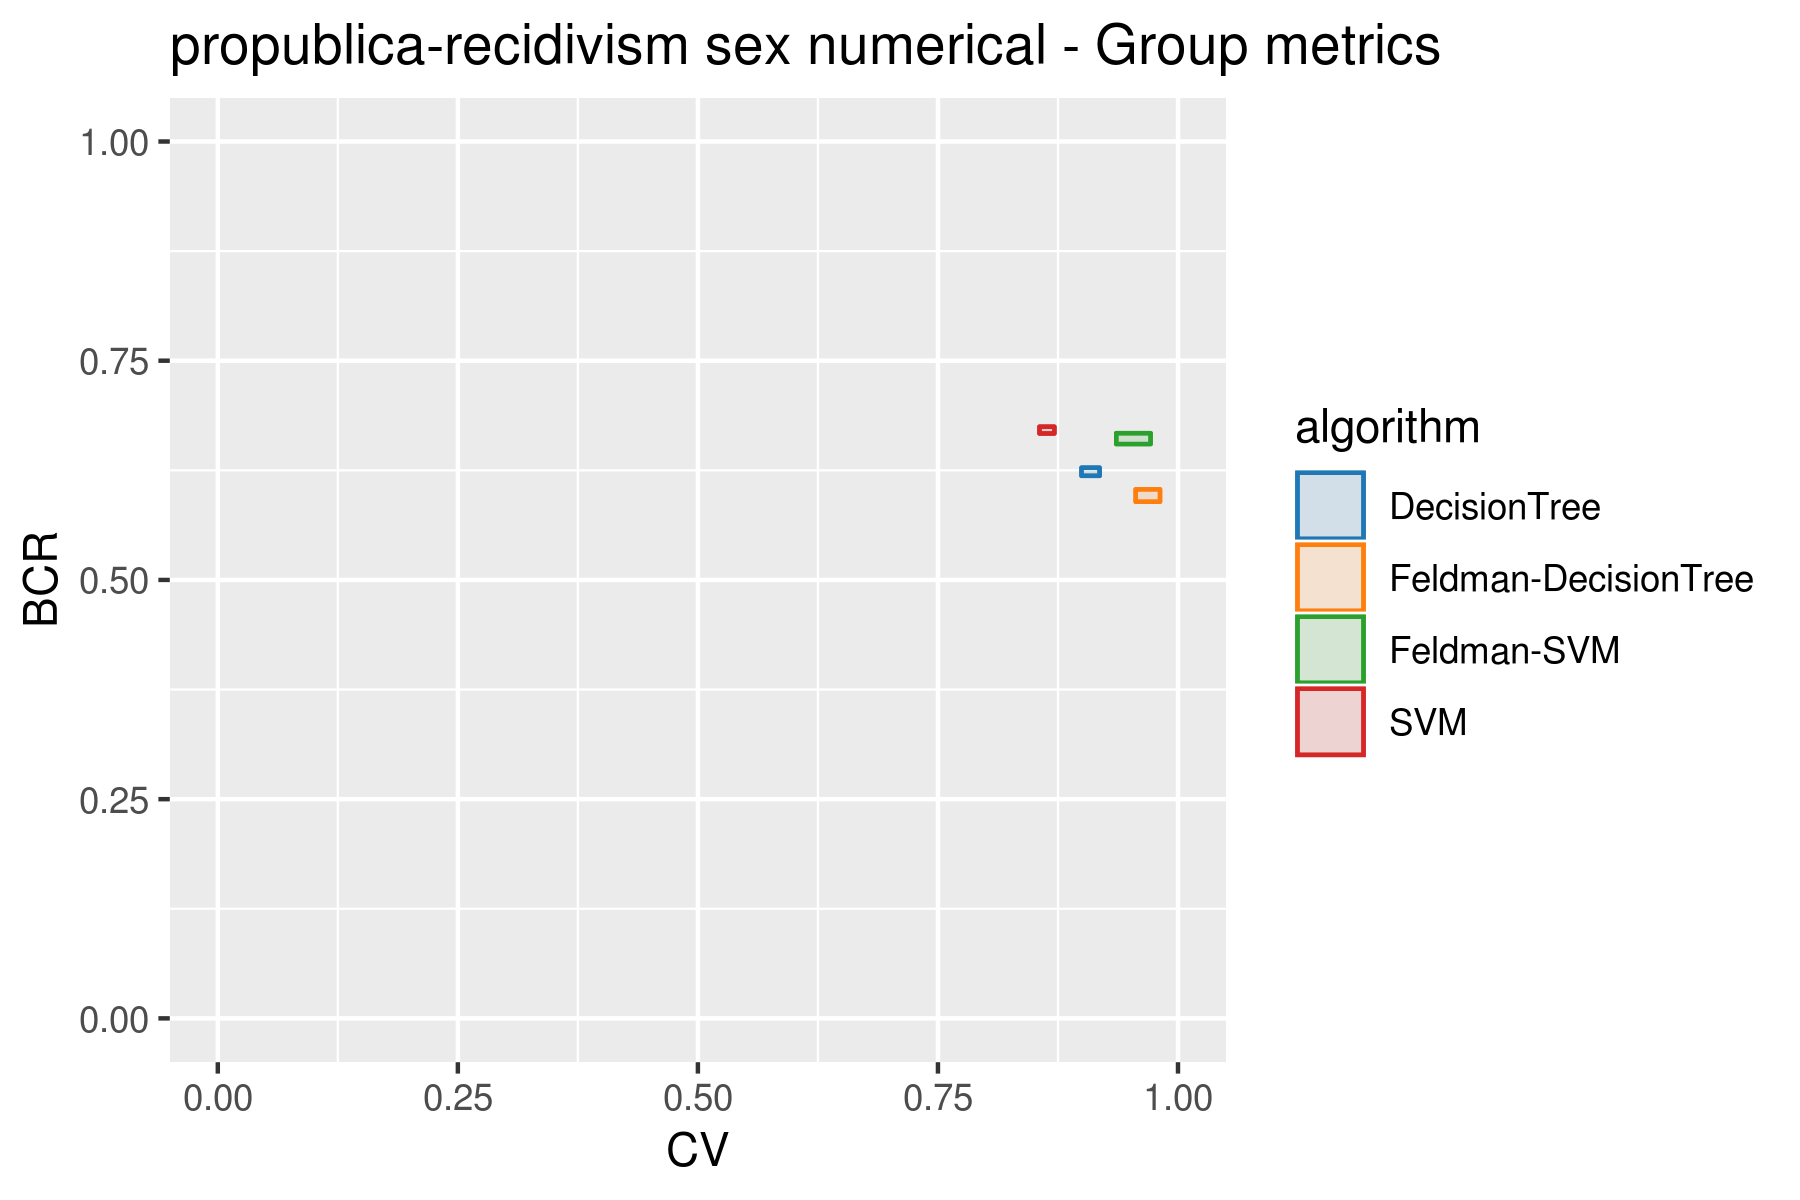 propublica-recidivism sex numerical - Group metrics
1.00
0.75
0.50
0.25
0.00
BCR
0.00 0.25 0.50 0.75 1.00
CV
algorithm
DecisionTree
Feldman-DecisionTree
Feldman-SVM
SVM